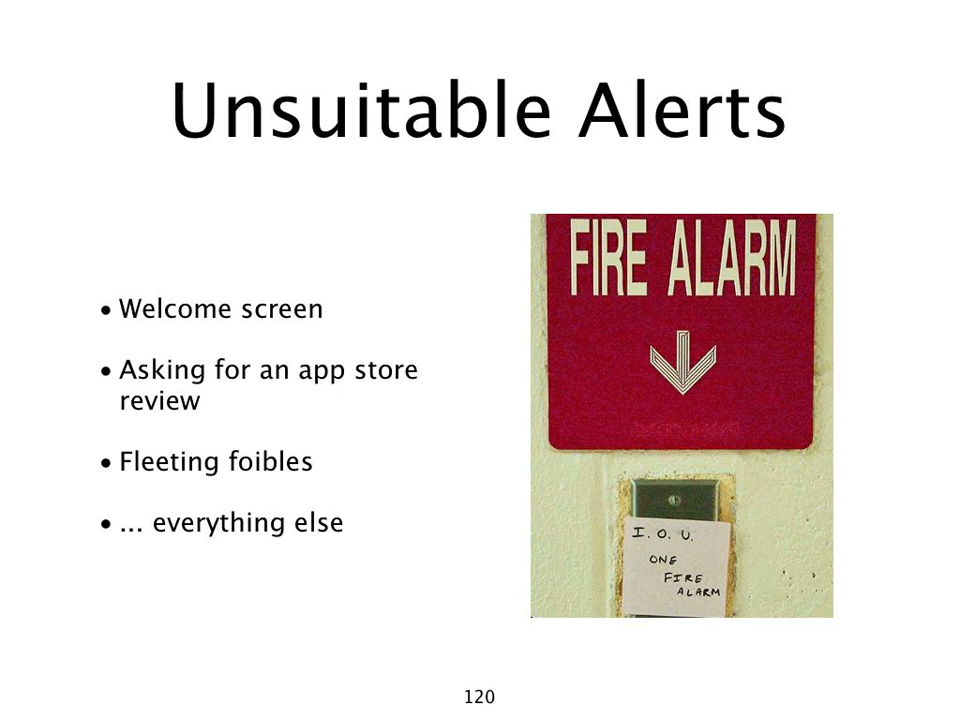 Unsuitable Alerts
• Welcome screen
• Asking for an app store
review
• Fleeting foibles
• ... everything else
FIRE ALARM
I. O. U.
ONE
FIRE
ALARM
120